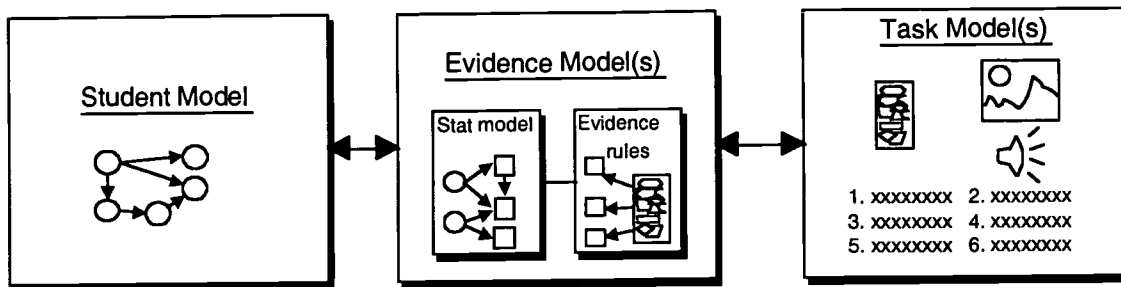 Student Model
Evidence Model(s)
Stat model
Evidence
rules
Task Model(s)
1. xxxxxxxx 2. xxxxxxxx
3. xxxxxxxx 4. xxxxxxxx
5. xxxxxxxx 6. xxxxxxxx